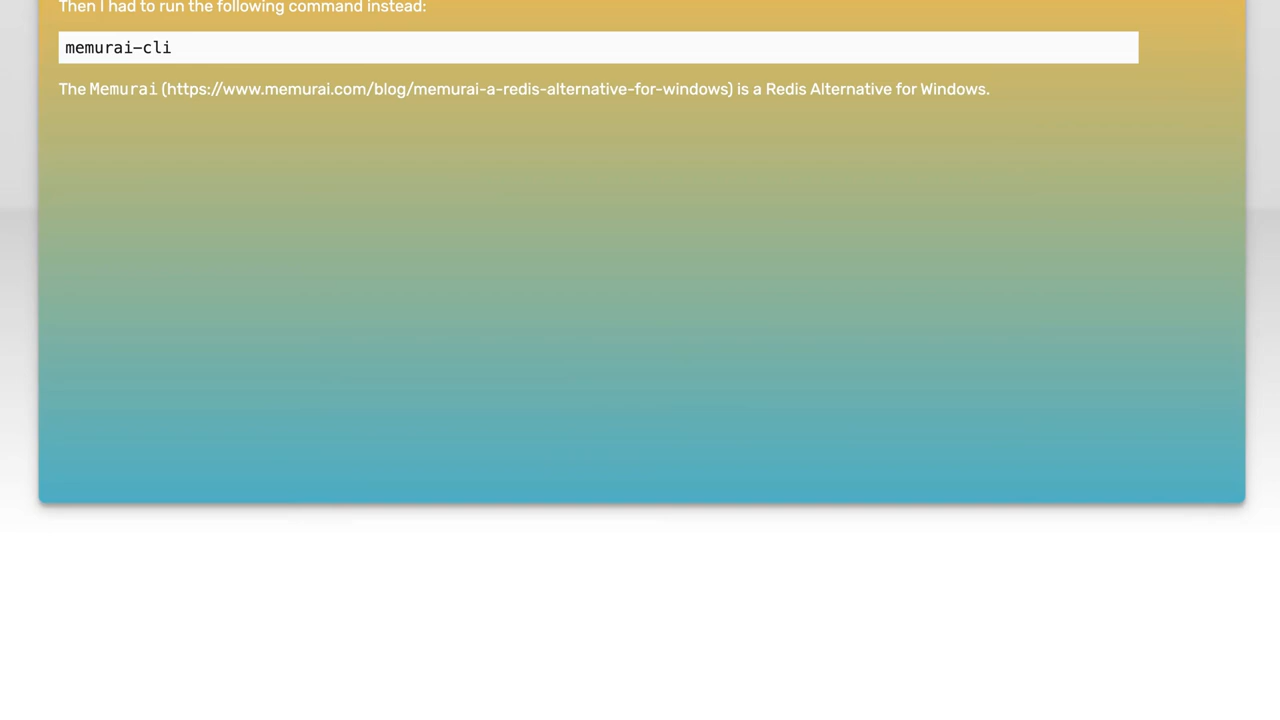 Then I had to run the following command instead:
memurai-cli
The Memurai (https://www.memurai.com/blog/memurai-a-redis-alternative-for-windows) is a Redis Alternative for Windows.